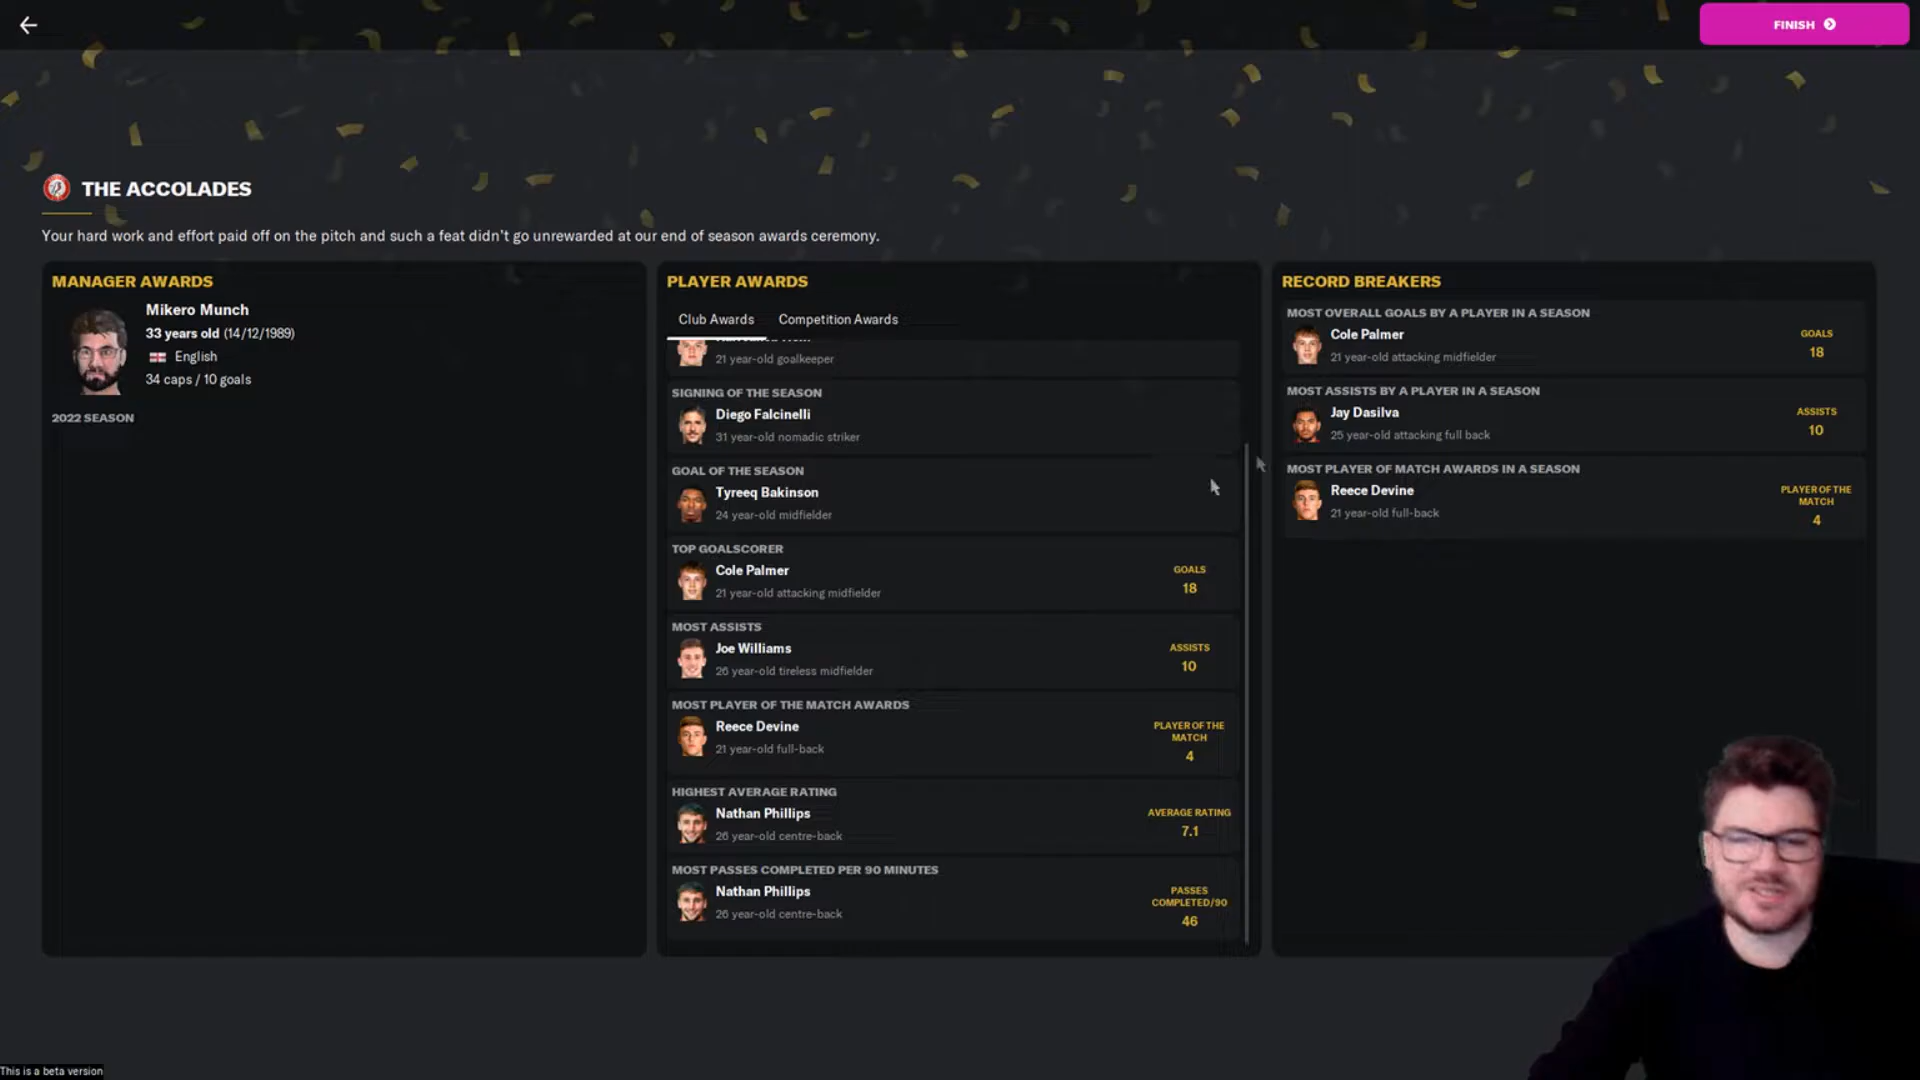 FINISH
THE ACCOLADES
Your hard work and effort paid off on the pitch and such a feat didn't go unrewarded at our end of season awards ceremony.
MANAGER AWARDS
Mikero Munch
33 years old (14/12/1989)
English
34 caps / 10 goals
2022 SEASON
PLAYER AWARDS
Club Awards
Competition Awards
21 year-old goalkeeper
SIGNING OF THE SEASON
Diego Falcinelli
31 year-old nomadic striker
GOAL OF THE SEASON
Tyreeq Bakinson
24 year-old midfielder
TOP GOALSCORER
Cole Palmer
21 year-old attacking midfielder
GOALS
18
MOST ASSISTS
Joe Williams
26 year-old tireless midfielder
ASSISTS
10
MOST PLAYER OF THE MATCH AWARDS
Reece Devine
21 year-old full-back
PLAYER OF THE
MATCH
4
HIGHEST AVERAGE RATING
Nathan Phillips
26 year-old centre-back
AVERAGE RATING
7.1
MOST PASSES COMPLETED PER 90 MINUTES
Nathan Phillips
26 year-old centre-back
PASSES
COMPLETED/90
46
RECORD BREAKERS
MOST OVERALL GOALS BY A PLAYER IN A SEASON
Cole Palmer
21 year-old attacking midfielder
GOALS
18
MOST ASSISTS BY A PLAYER IN A SEASON
Jay Dasilva
25 year-old attacking full back
ASSISTS
10
MOST PLAYER OF MATCH AWARDS IN A SEASON
Reece Devine
21 year-old full-back
PLAYER OF THE
MATCH
4
This is a beta version